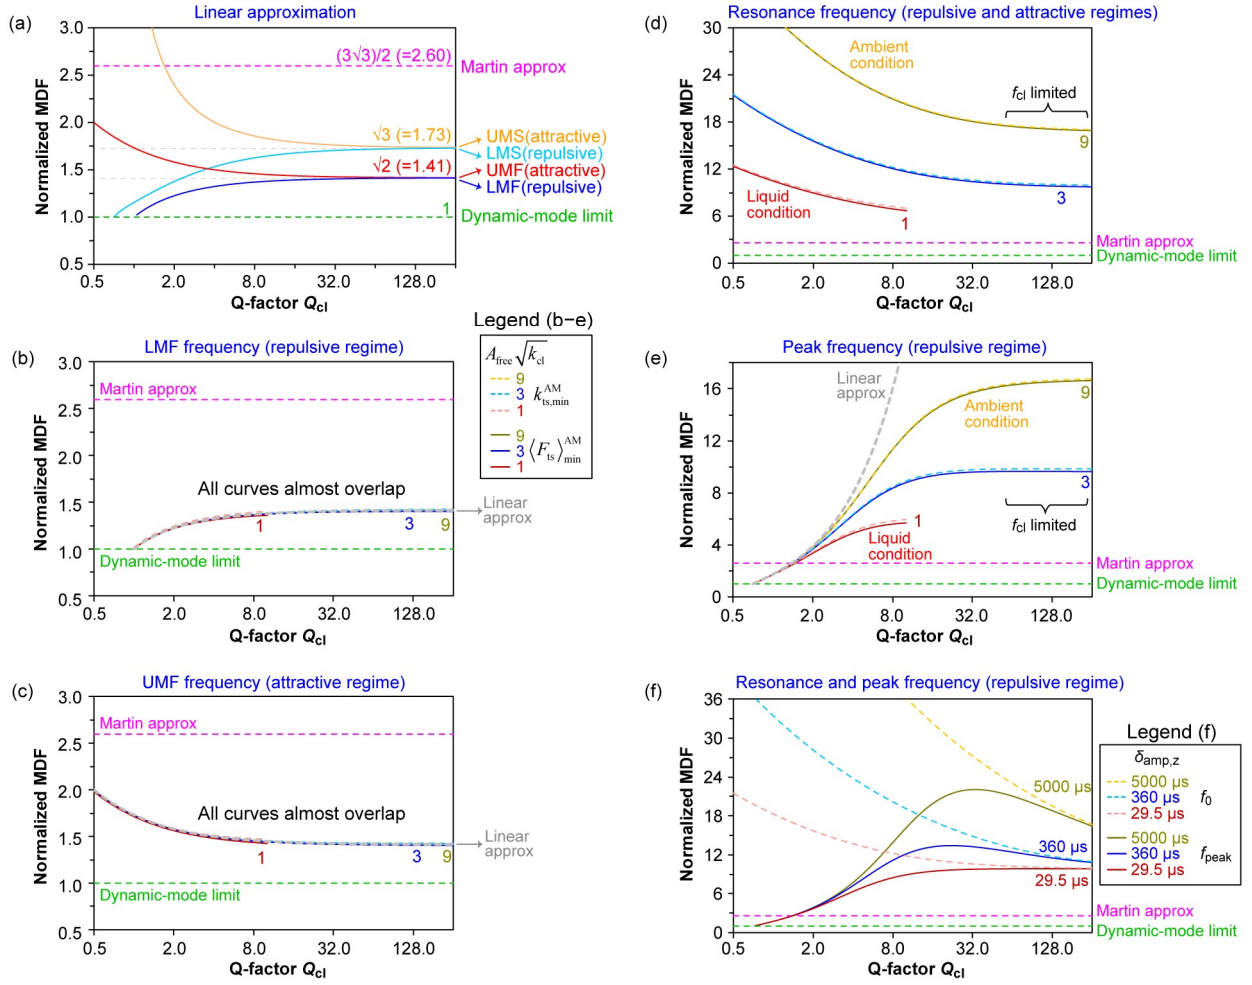 (a)
Linear approximation
Normalized MDF
3.0
2.5
2.0
1.5
1.0
0.5
(3√3)/2 (=2.60)
Martin approx
√3 (=1.73)
UMS(attractive)
LMS(repulsive)
√2 (=1.41)
UMF(attractive)
LMF(repulsive)
1
Dynamic-mode limit
0.5 2.0 8.0 32.0 128.0
Q-factor Qcl
(b)
LMF frequency (repulsive regime)
Normalized MDF
3.0
2.5
2.0
1.5
1.0
0.5
Martin approx
All curves almost overlap
1 3 9
Linear
approx
Dynamic-mode limit
0.5 2.0 8.0 32.0 128.0
Q-factor Qcl
Legend (b–e)
Afree√kcl
9
3 k ts,min AM
1
9
3 ⟨Fts⟩ min AM
1
(c)
UMF frequency (attractive regime)
Normalized MDF
3.0
2.5
2.0
1.5
1.0
0.5
Martin approx
All curves almost overlap
1 3 9
Linear
approx
Dynamic-mode limit
0.5 2.0 8.0 32.0 128.0
Q-factor Qcl
(d)
Resonance frequency (repulsive and attractive regimes)
Normalized MDF
30
24
18
12
6
0
Ambient
condition
fcl limited
9
3
Liquid
condition
1
Martin approx
Dynamic-mode limit
0.5 2.0 8.0 32.0 128.0
Q-factor Qcl
(e)
Peak frequency (repulsive regime)
Normalized MDF
16
12
8
4
0
Linear
approx
Ambient
condition
9
3
fcl limited
1
Liquid
condition
Martin approx
Dynamic-mode limit
0.5 2.0 8.0 32.0 128.0
Q-factor Qcl
(f)
Resonance and peak frequency (repulsive regime)
Normalized MDF
36
30
24
18
12
6
0
5000 µs
360 µs
29.5 µs
Martin approx
Dynamic-mode limit
0.5 2.0 8.0 32.0 128.0
Q-factor Qcl
Legend (f)
δamp,z
5000 µs
360 µs f0
29.5 µs
5000 µs
360 µs fpeak
29.5 µs